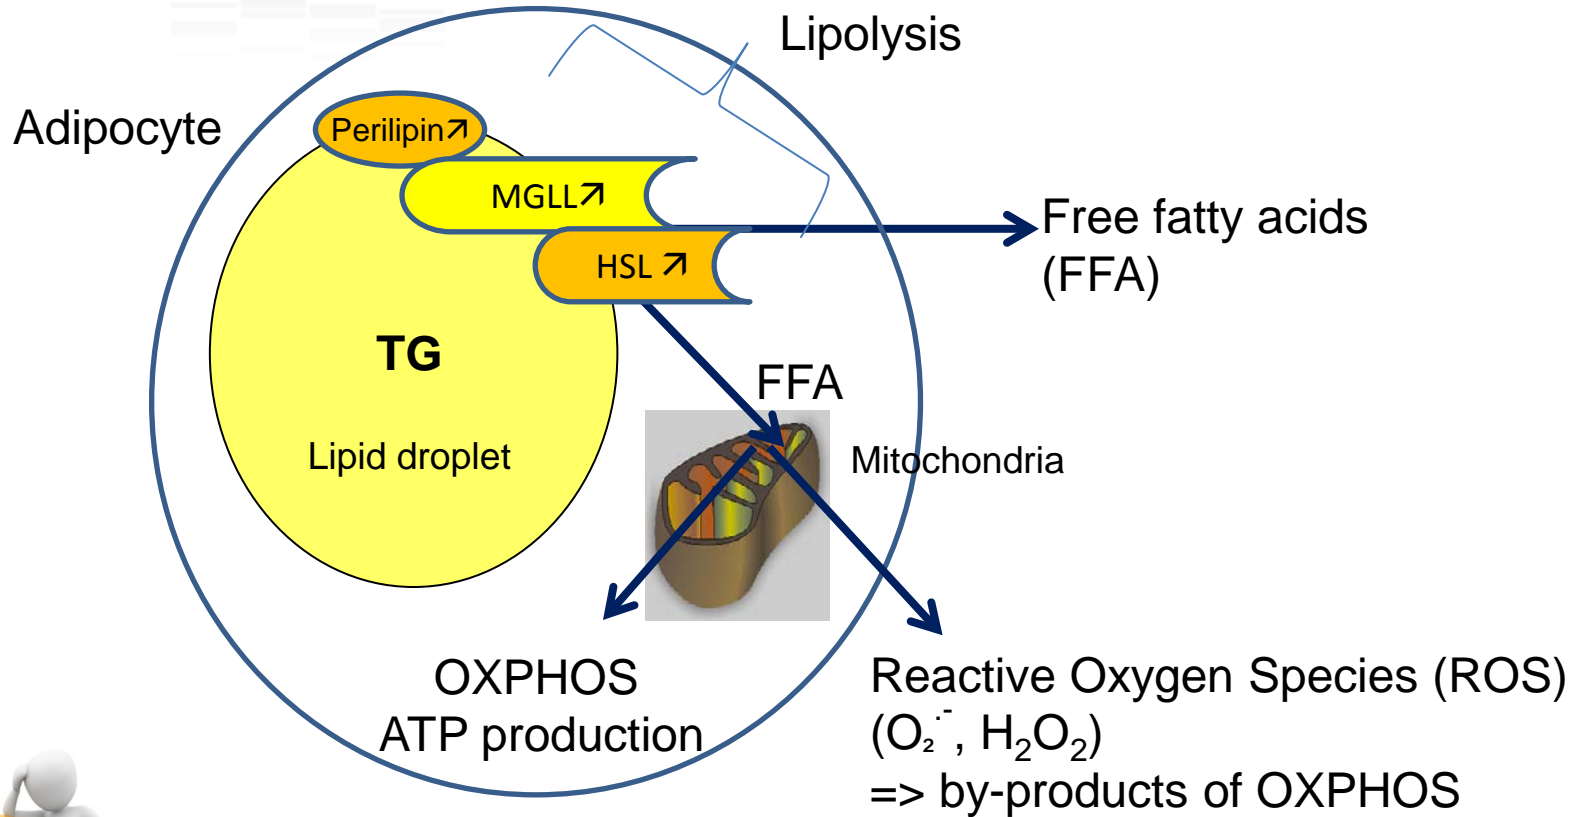 Lipolysis
Adipocyte
Perilipin↗
MGLL↗
HSL ↗
Free fatty acids
(FFA)
TG
Lipid droplet
FFA
Mitochondria
OXPHOS
ATP production
Reactive Oxygen Species (ROS)
(O₂˙⁻, H₂O₂)
=> by-products of OXPHOS